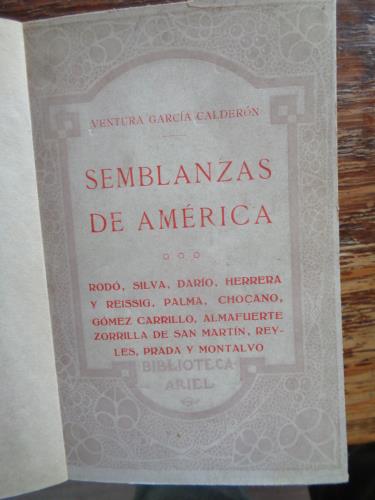 VENTURA GARCÍA CALDERÓN
SEMBLANZAS
DE AMÉRICA
RODÓ, SILVA, DARÍO, HERRERA
Y REISSIG, PALMA, CHOCANO,
GÓMEZ CARRILLO, ALMAFUERTE
ZORRILLA DE SAN MARTÍN, REY-
LES, PRADA Y MONTALVO
BIBLIOTECA
ARIEL